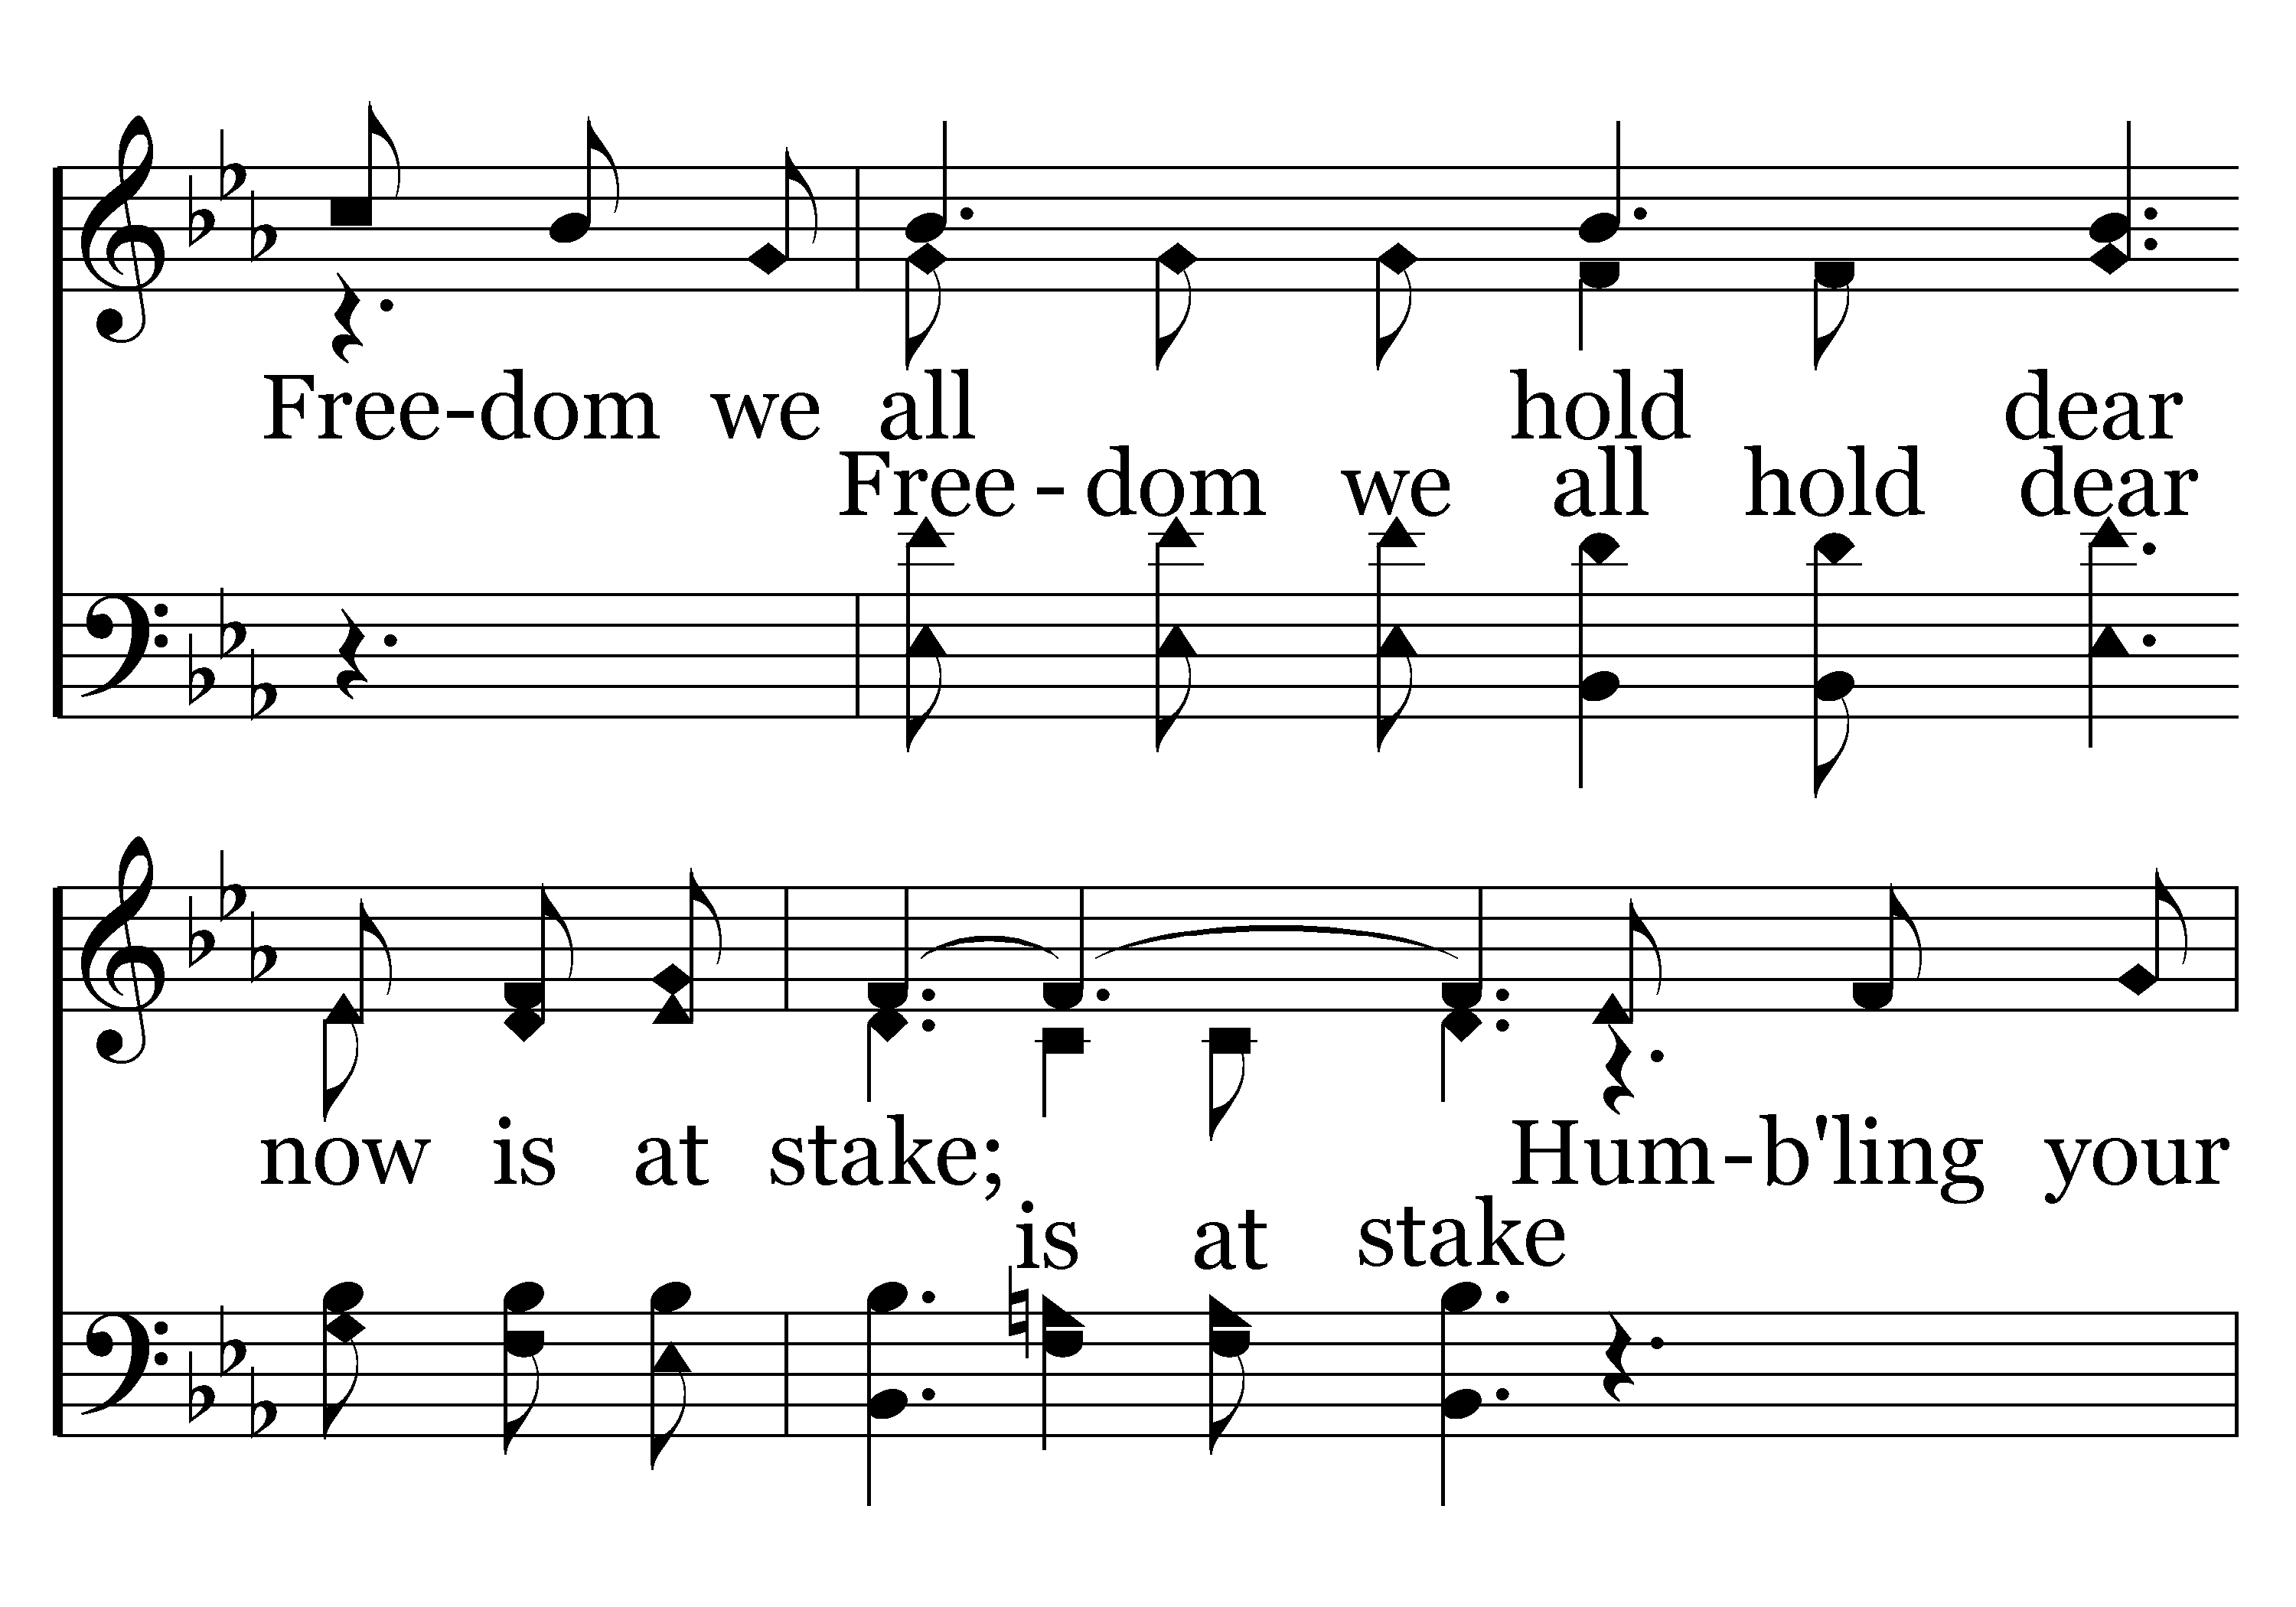 Free-dom we all hold dear
Free - dom we all hold dear
now is at stake; Hum-b'ling your
is at stake